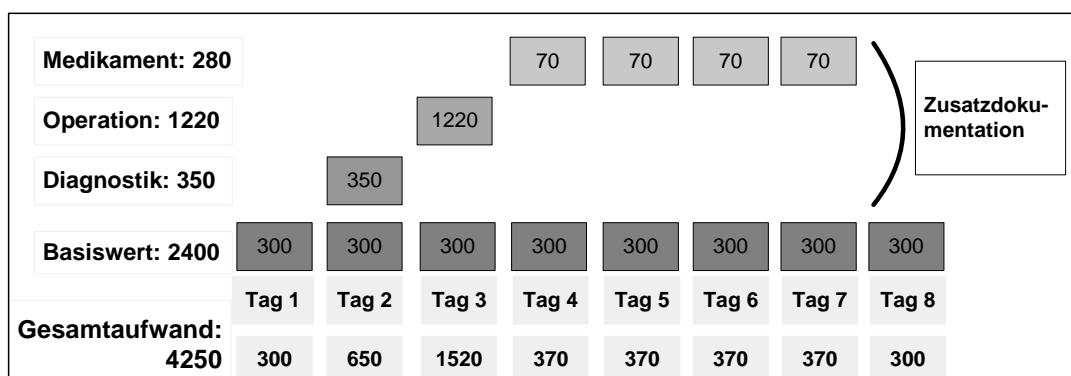 Medikament: 280 70 70 70 70
Zusatzdoku-
mentation
Operation: 1220 1220
Diagnostik: 350 350
Basiswert: 2400 300 300 300 300 300 300 300 300
Tag 1 Tag 2 Tag 3 Tag 4 Tag 5 Tag 6 Tag 7 Tag 8
Gesamtaufwand:
4250 300 650 1520 370 370 370 370 300